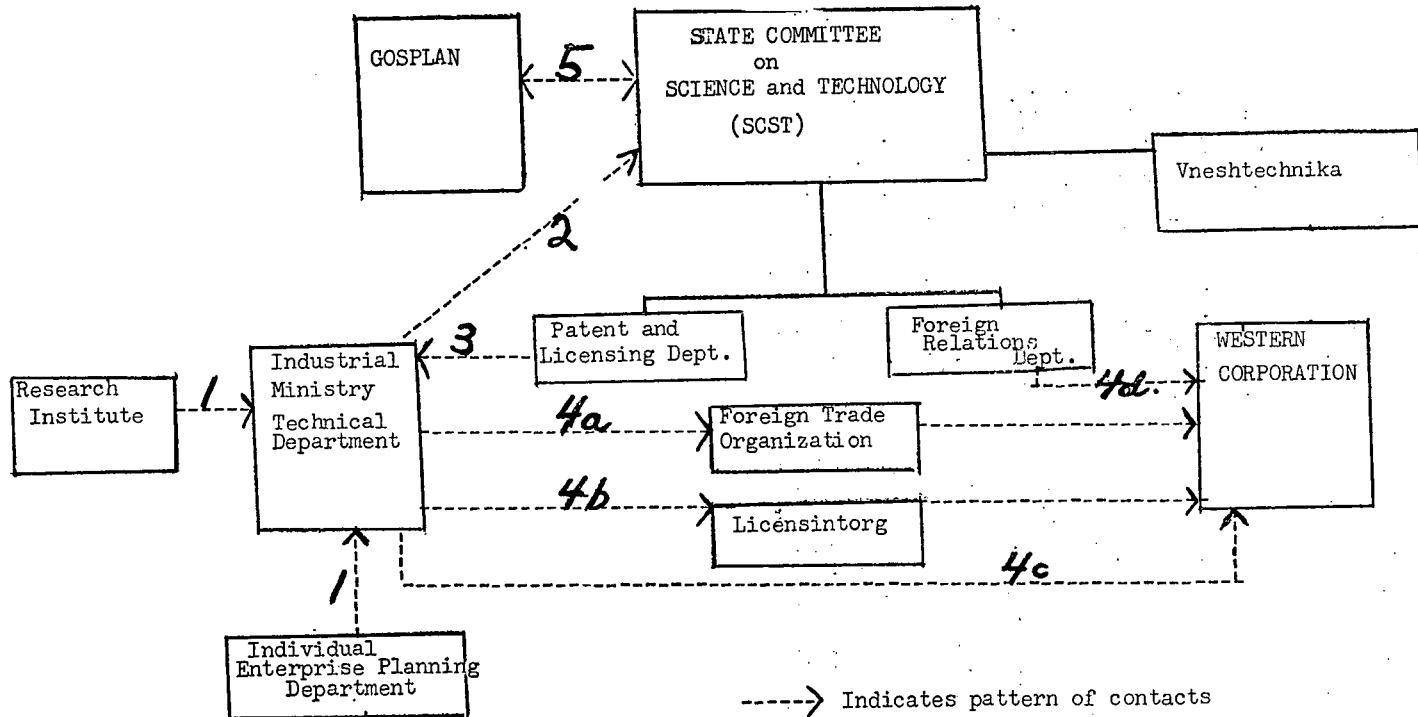 GOSPLAN
5
STATE COMMITTEE
on
SCIENCE and TECHNOLOGY
(SCST)
Vneshtechnika
2
Patent and
Licensing Dept.
Foreign
Relations
Dept.
WESTERN
CORPORATION
3
Industrial
Ministry
Technical
Department
Research
Institute
1
4a
Foreign Trade
Organization
4d.
4b
Licensintorg
4c
1
Individual
Enterprise Planning
Department
Indicates pattern of contacts